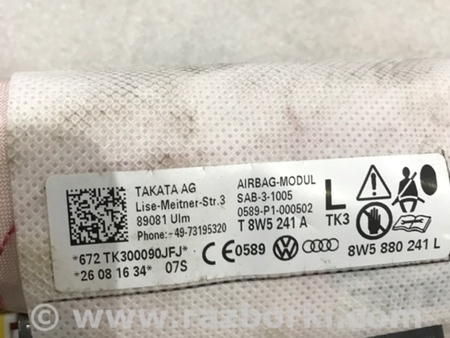 TAKATA AG
Lise-Meitner-Str.3
89081 Ulm
Phone: +49-73195320
*672 TK300090JFJ*
*26 08 16 34* 07S
AIRBAG-MODUL
SAB-3-1005
0589-P1-000502
T 8W5 241 A
CE0589
L
TK3
8W5 880 241 L
www.razborki.com